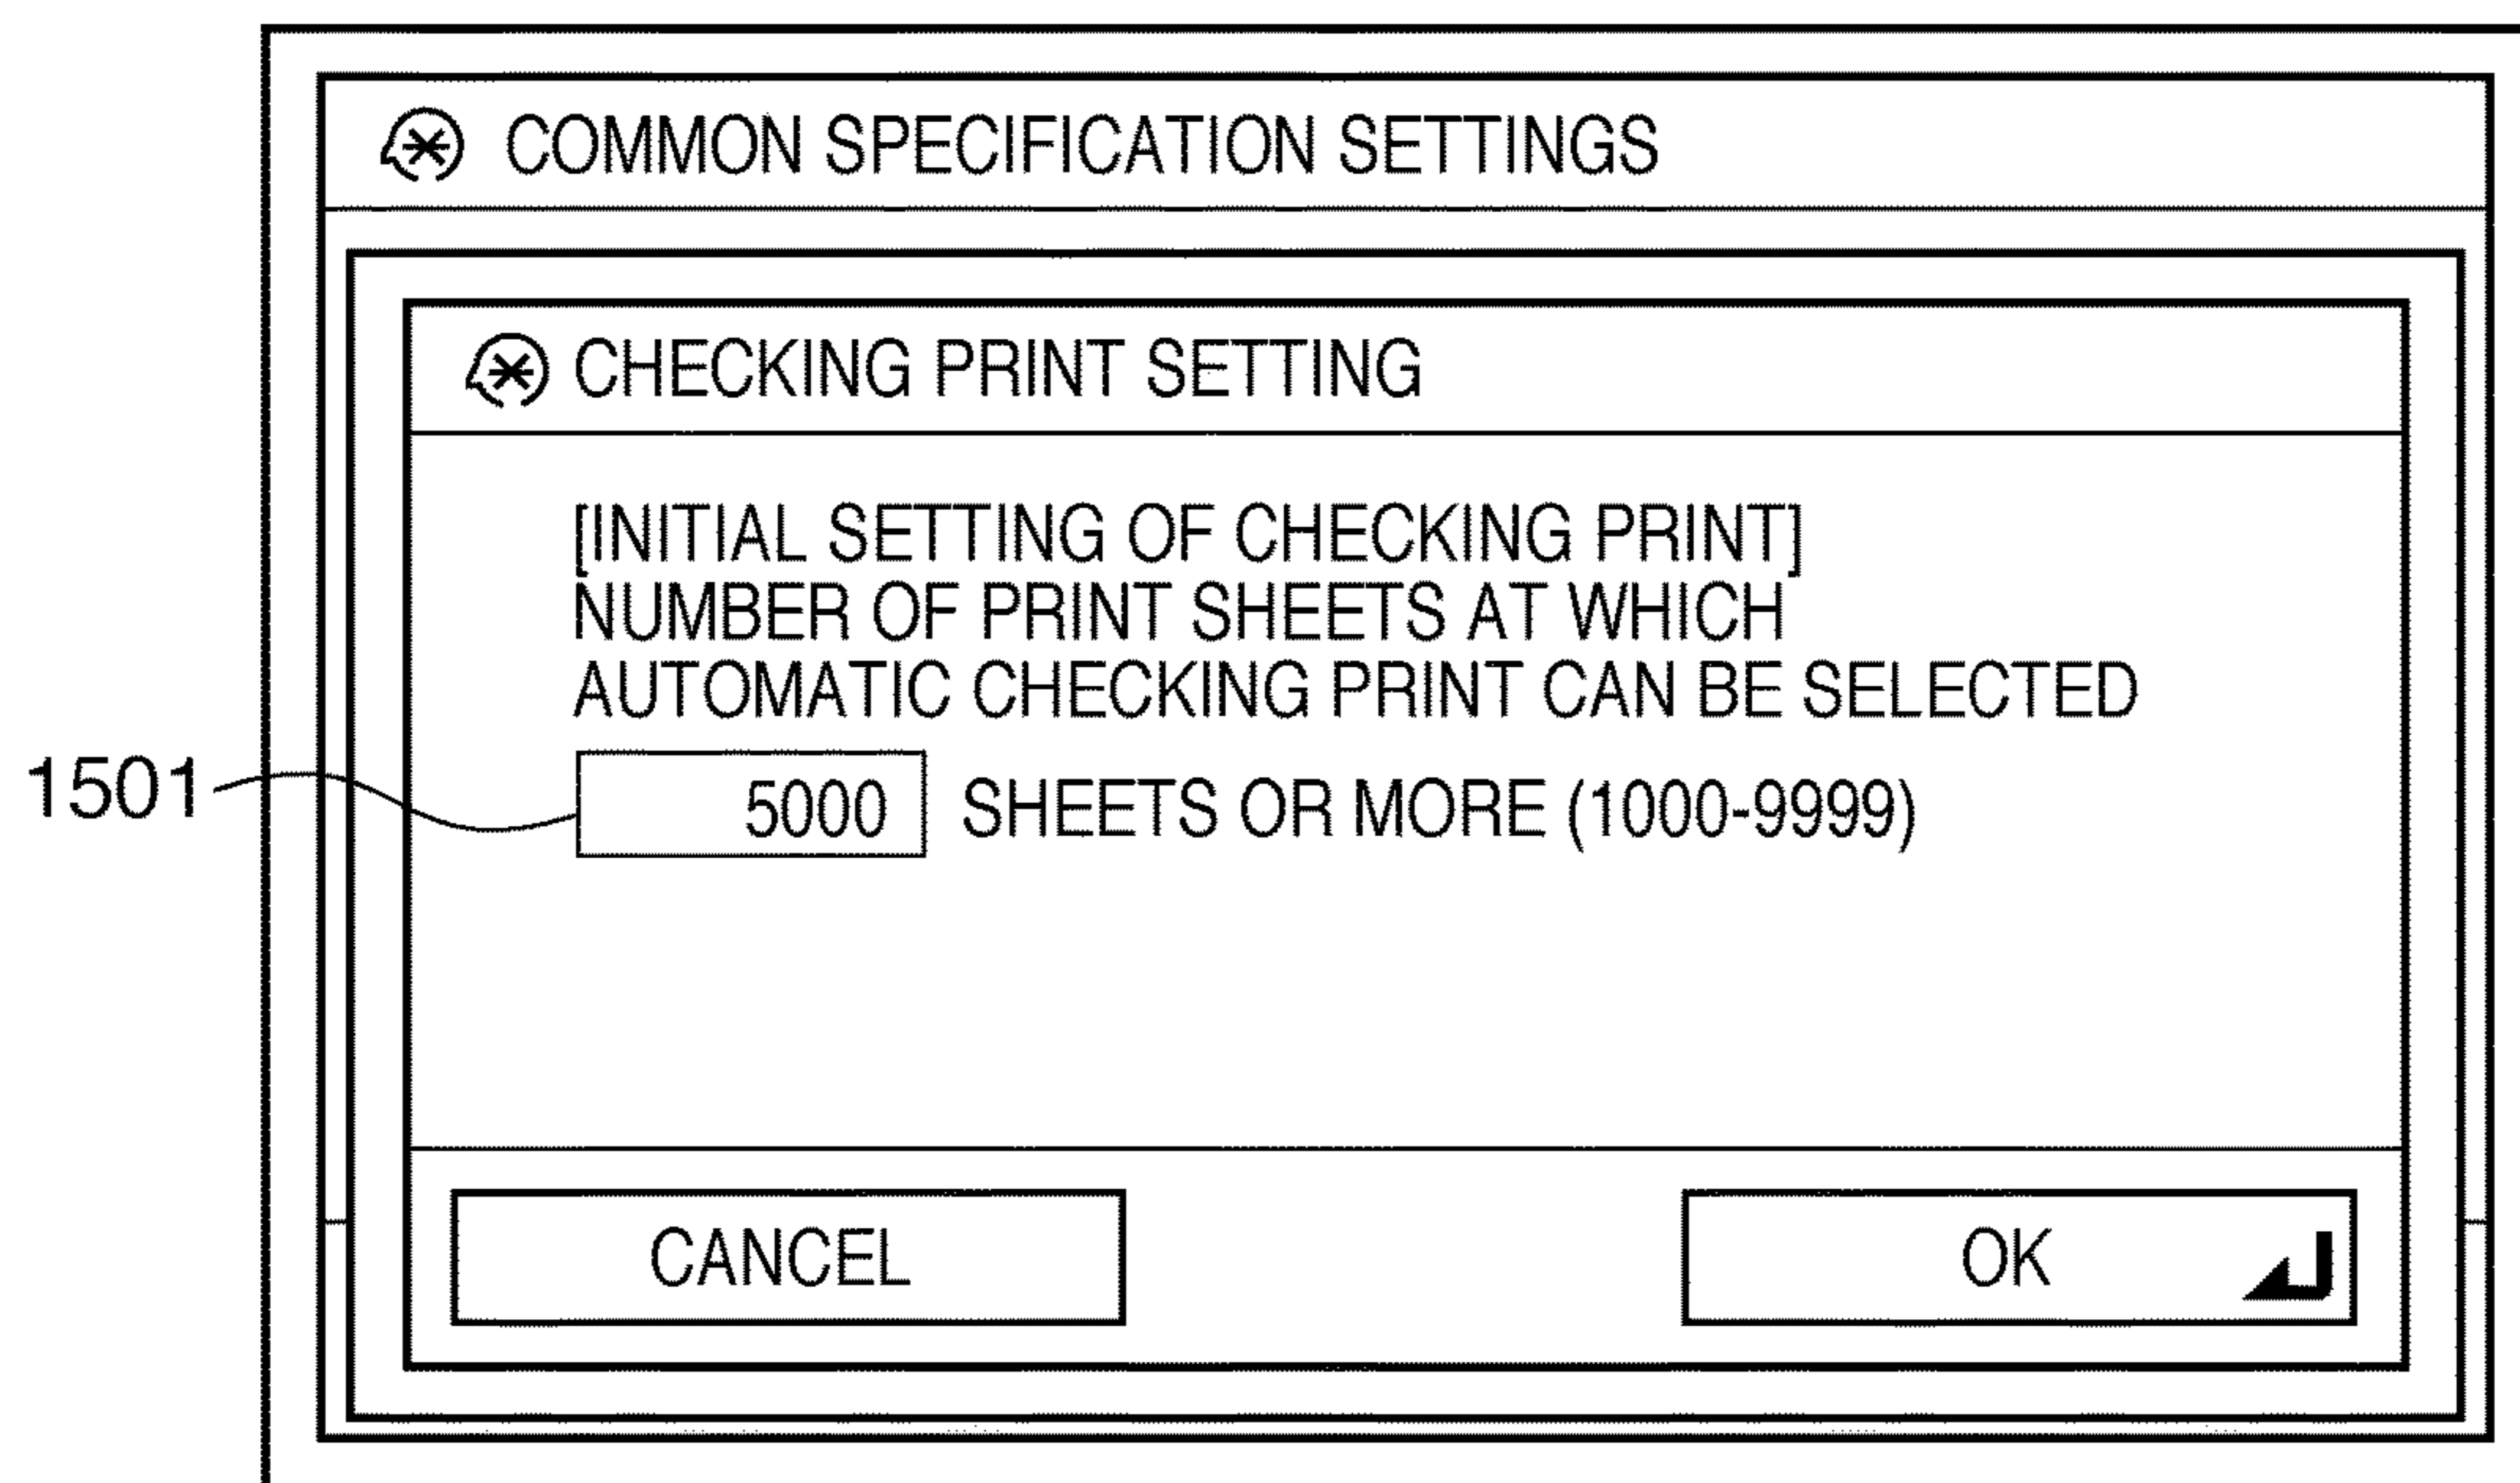 COMMON SPECIFICATION SETTINGS
CHECKING PRINT SETTING
[INITIAL SETTING OF CHECKING PRINT]
NUMBER OF PRINT SHEETS AT WHICH
AUTOMATIC CHECKING PRINT CAN BE SELECTED
1501
5000 SHEETS OR MORE (1000-9999)
CANCEL
OK